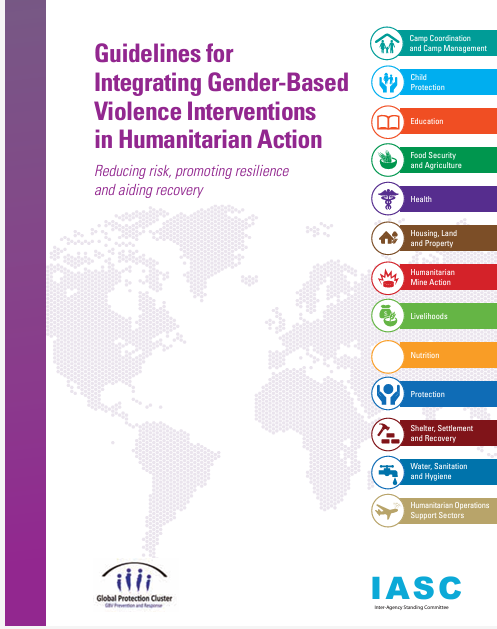 Guidelines for
Integrating Gender-Based
Violence Interventions
in Humanitarian Action
Reducing risk, promoting resilience
and aiding recovery
Camp Coordination
and Camp Management
Child
Protection
Education
Food Security
and Agriculture
Health
Housing, Land
and Property
Humanitarian
Mine Action
Livelihoods
Nutrition
Protection
Shelter, Settlement
and Recovery
Water, Sanitation
and Hygiene
Humanitarian Operations
Support Sectors
Global Protection Cluster
GBV Prevention and Response
IASC
Inter-Agency Standing Committee